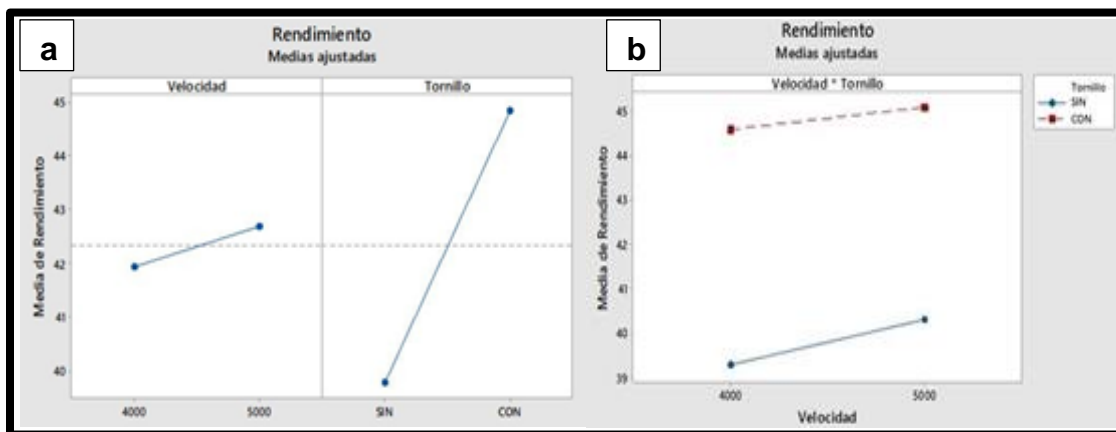 a
Rendimiento
Medias ajustadas
Velocidad
Tornillo
Media de Rendimiento
45
44
43
42
41
40
4000
5000
SIN
CON
b
Rendimiento
Medias ajustadas
Velocidad * Tornillo
Media de Rendimiento
45
44
43
42
41
40
39
4000
5000
Velocidad
Tornillo
SIN
CON